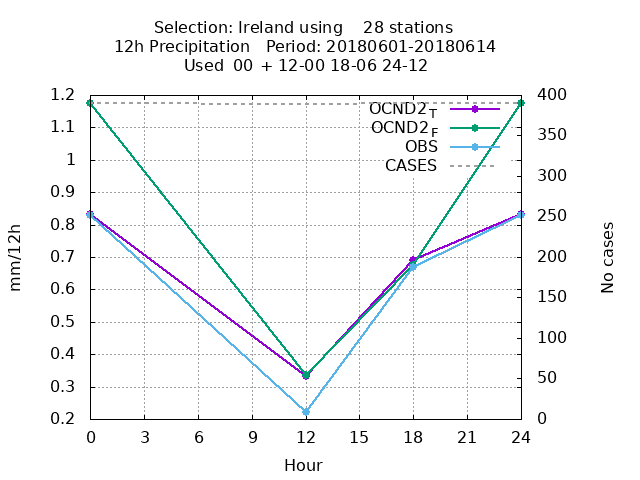 Selection: Ireland using    28 stations
12h Precipitation   Period: 20180601-20180614
Used  00 + 12-00 18-06 24-12
1.2
1.1
1
0.9
0.8
0.7
0.6
0.5
0.4
0.3
0.2
mm/12h
OCND2T
OCND2F
OBS
CASES
400
350
300
250
200
150
100
50
0
No cases
0 3 6 9 12 15 18 21 24
Hour